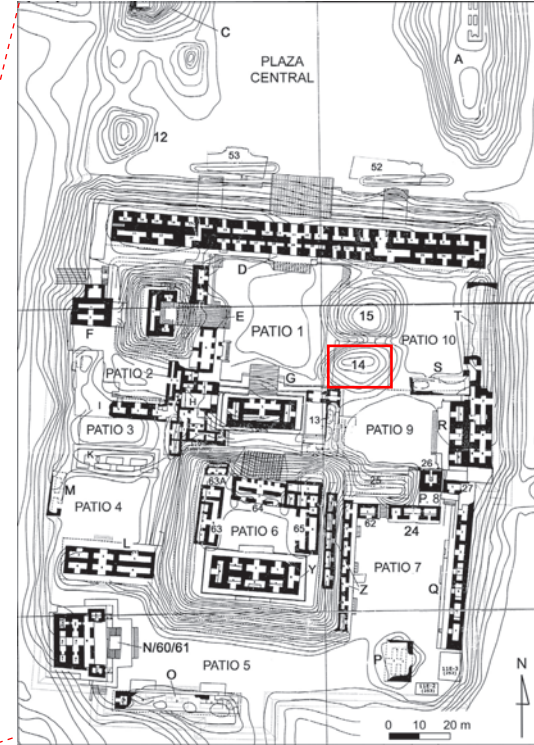 C
PLAZA
CENTRAL
A
12
53
52
D
15
T
E
F
PATIO 1
PATIO 10
14
S
PATIO 2
G
H
I
13
R
PATIO 3
PATIO 9
K
26
M
63A
25
27
P. 8
64
PATIO 4
63
PATIO 6
65
62
24
L
Y
Z
PATIO 7
Q
N/60/61
PATIO 5
P
O
N
0 10 20 m